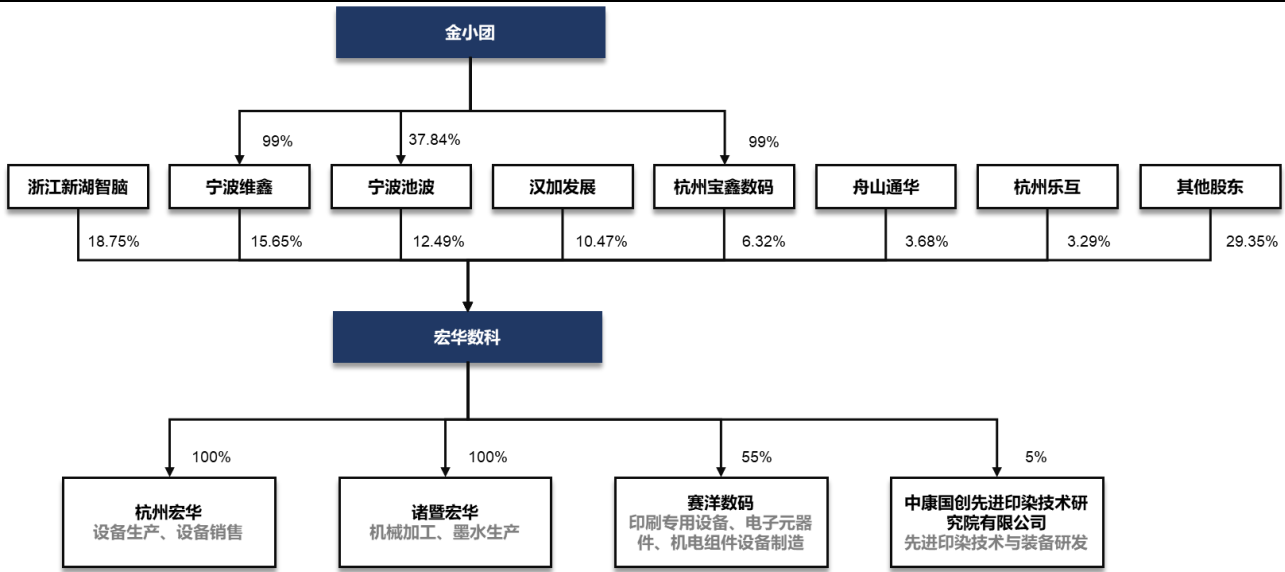 金小团
99%
37.84%
99%
浙江新湖智脑
宁波维鑫
宁波池波
汉加发展
杭州宝鑫数码
舟山通华
杭州乐互
其他股东
18.75%
15.65%
12.49%
10.47%
6.32%
3.68%
3.29%
29.35%
宏华数科
100%
100%
55%
5%
杭州宏华
设备生产、设备销售
诸暨宏华
机械加工、墨水生产
赛洋数码
印刷专用设备、电子元器
件、机电组件设备制造
中康国创先进印染技术研
究院有限公司
先进印染技术与装备研发